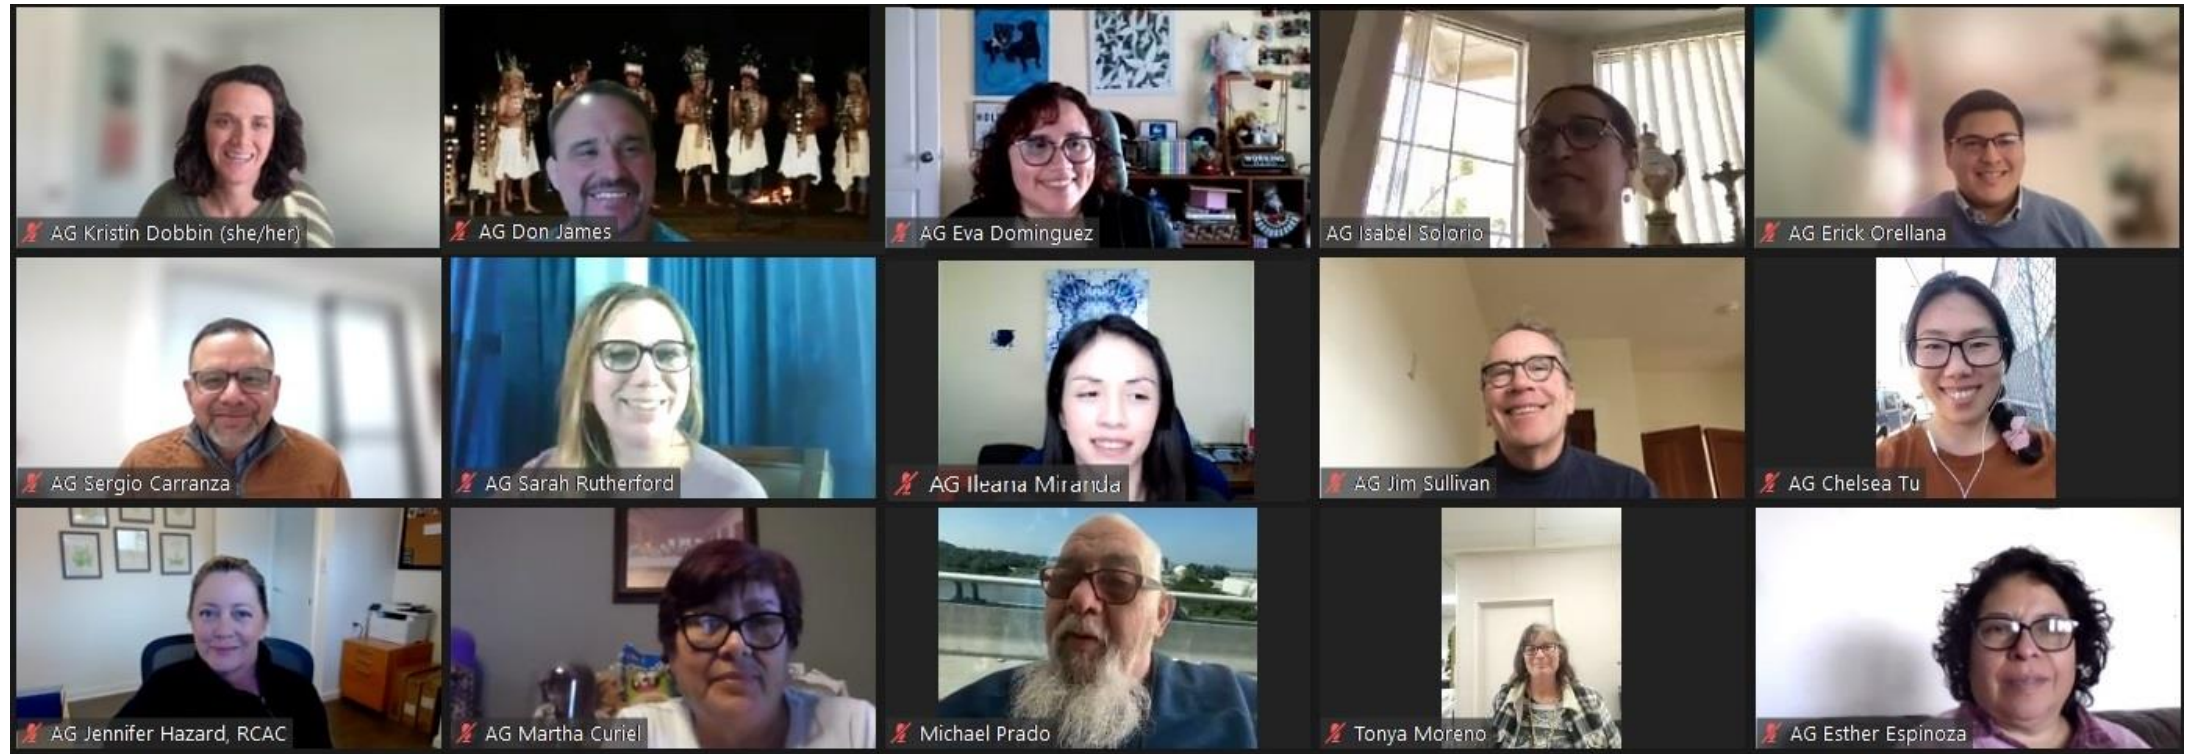 AG Kristin Dobbin (she/her)
AG Don James
AG Eva Dominguez
AG Isabel Solorio
AG Erick Orellana
AG Sergio Carranza
AG Sarah Rutherford
AG Ileana Miranda
AG Jim Sullivan
AG Chelsea Tu
AG Jennifer Hazard, RCAC
AG Martha Curiel
Michael Prado
Tonya Moreno
AG Esther Espinoza